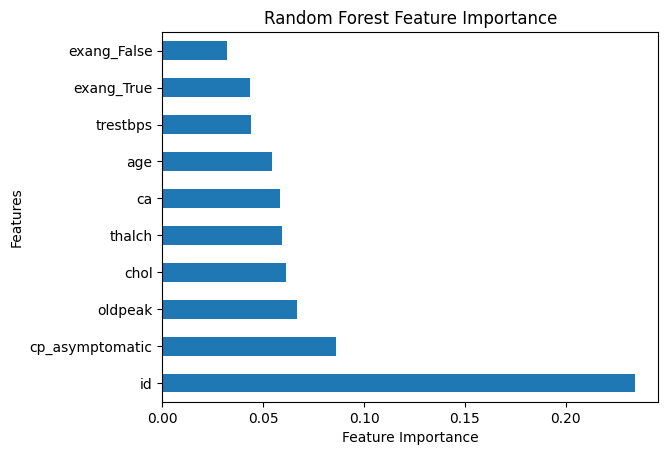 Random Forest Feature Importance
exang_False
exang_True
trestbps
age
ca
thalch
chol
oldpeak
cp_asymptomatic
id
Features
0.00 0.05 0.10 0.15 0.20
Feature Importance